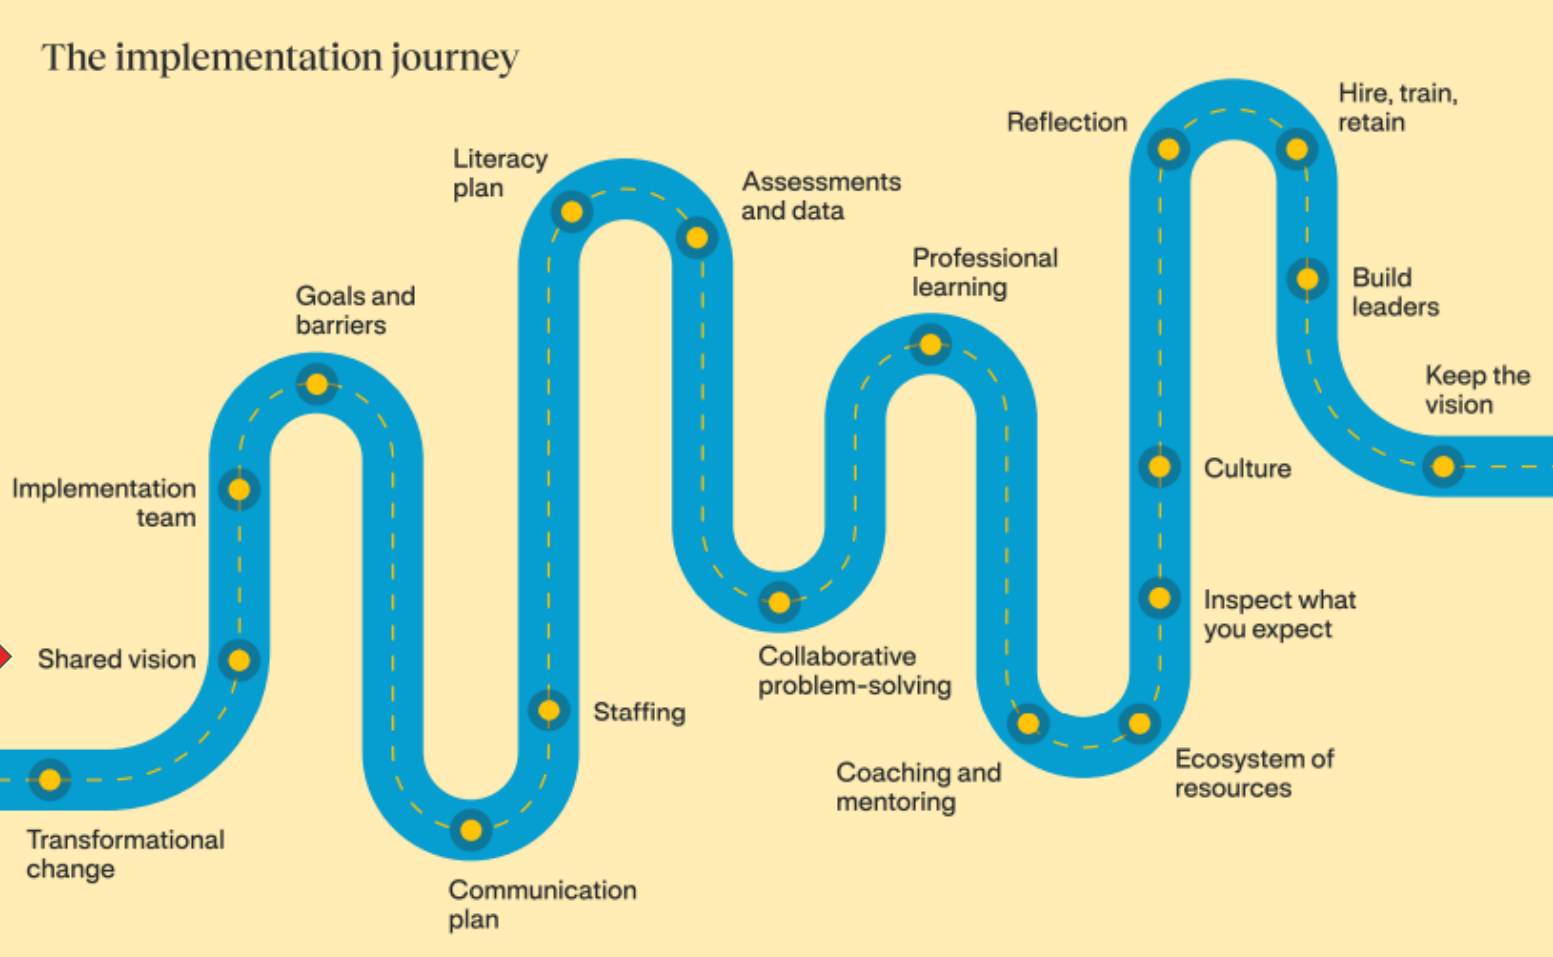 The implementation journey
Transformational
change
Shared vision
Implementation
team
Goals and
barriers
Communication
plan
Staffing
Literacy
plan
Assessments
and data
Collaborative
problem-solving
Professional
learning
Coaching and
mentoring
Ecosystem of
resources
Inspect what
you expect
Culture
Reflection
Hire, train,
retain
Build
leaders
Keep the
vision